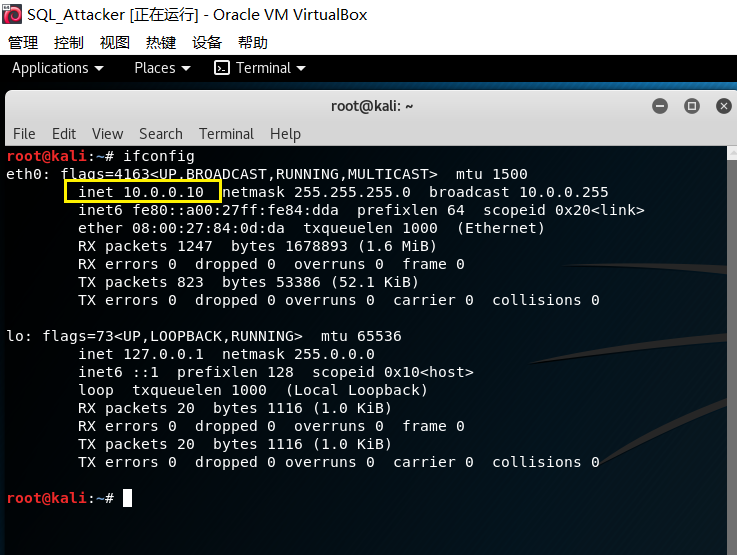 SQL_Attacker [正在运行] - Oracle VM VirtualBox
管理 控制 视图 热键 设备 帮助
Applications Places Terminal
root@kali: ~
File Edit View Search Terminal Help
root@kali:~# ifconfig
eth0: flags=4163<UP,BROADCAST,RUNNING,MULTICAST>  mtu 1500
        inet 10.0.0.10  netmask 255.255.255.0  broadcast 10.0.0.255
        inet6 fe80::a00:27ff:fe84:dda  prefixlen 64  scopeid 0x20<link>
        ether 08:00:27:84:0d:da  txqueuelen 1000  (Ethernet)
        RX packets 1247  bytes 1678893 (1.6 MiB)
        RX errors 0  dropped 0  overruns 0  frame 0
        TX packets 823  bytes 53386 (52.1 KiB)
        TX errors 0  dropped 0 overruns 0  carrier 0  collisions 0
lo: flags=73<UP,LOOPBACK,RUNNING>  mtu 65536
        inet 127.0.0.1  netmask 255.0.0.0
        inet6 ::1  prefixlen 128  scopeid 0x10<host>
        loop  txqueuelen 1000  (Local Loopback)
        RX packets 20  bytes 1116 (1.0 KiB)
        RX errors 0  dropped 0  overruns 0  frame 0
        TX packets 20  bytes 1116 (1.0 KiB)
        TX errors 0  dropped 0 overruns 0  carrier 0  collisions 0
root@kali:~#